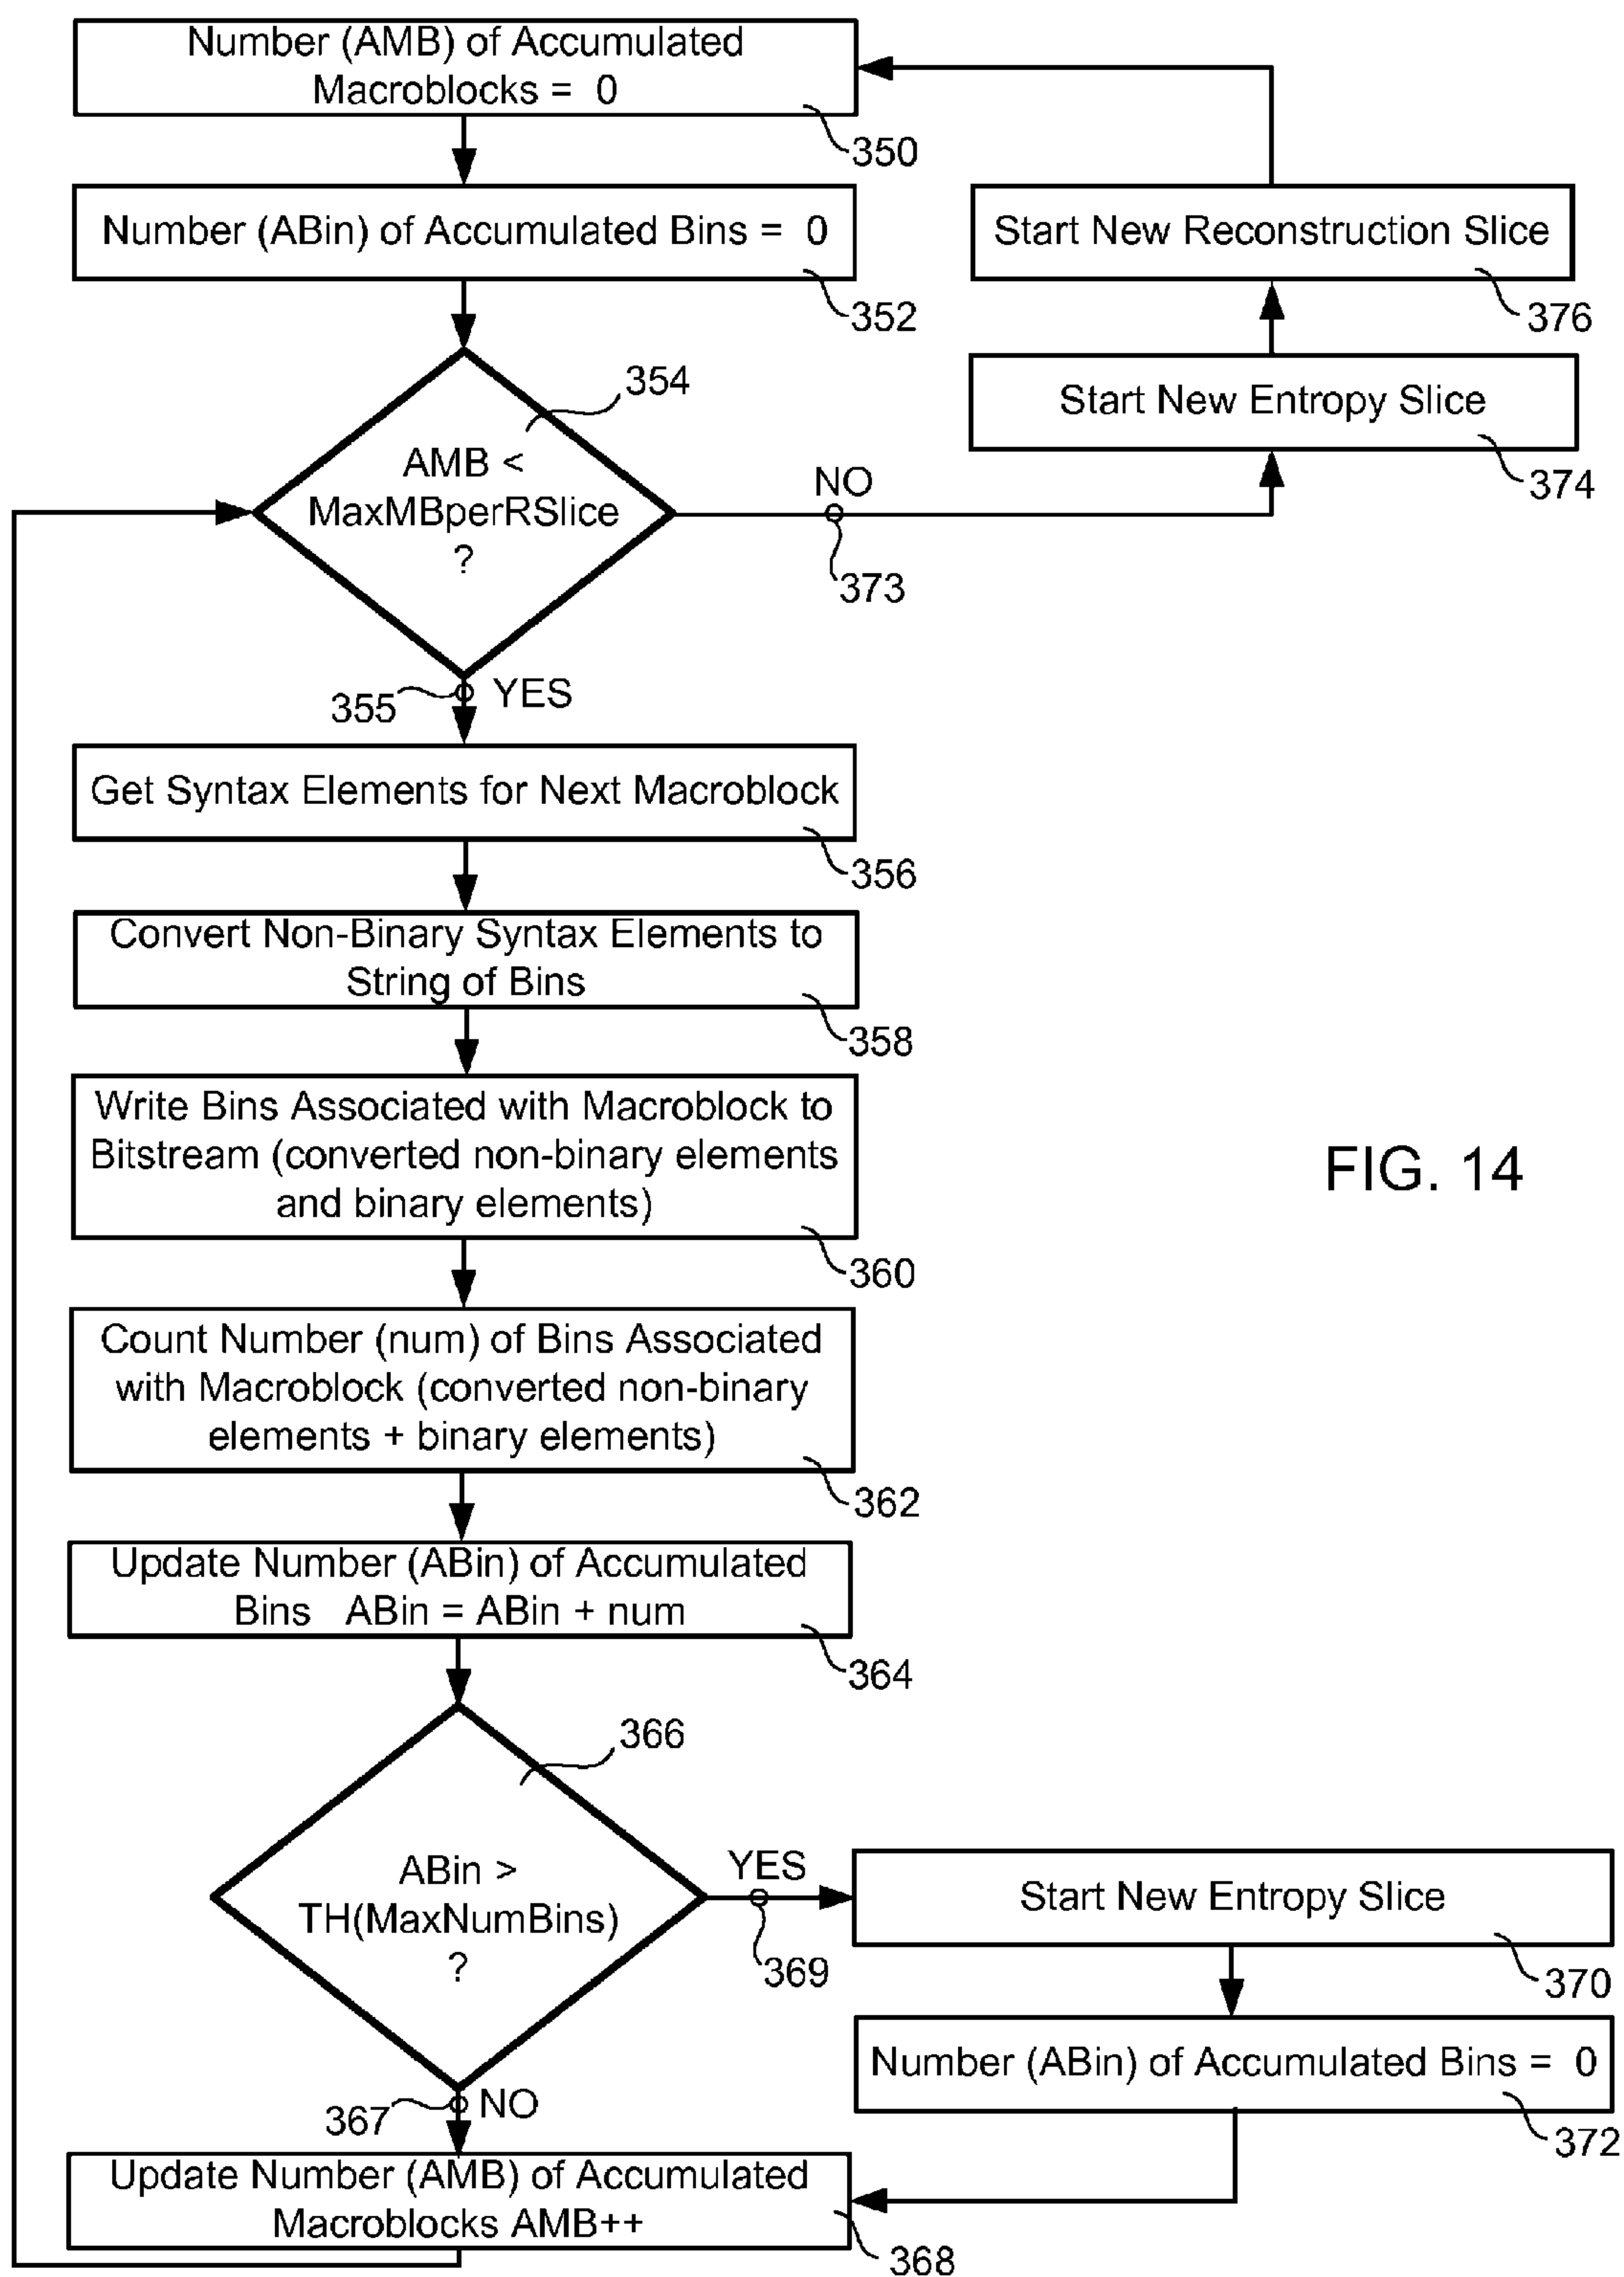 Number (AMB) of Accumulated
Macroblocks = 0
350
Number (ABin) of Accumulated Bins = 0
352
Start New Reconstruction Slice
376
Start New Entropy Slice
374
354
AMB <
MaxMBperRSlice
?
NO
373
355
YES
Get Syntax Elements for Next Macroblock
356
Convert Non-Binary Syntax Elements to
String of Bins
358
Write Bins Associated with Macroblock to
Bitstream (converted non-binary elements
and binary elements)
360
FIG. 14
Count Number (num) of Bins Associated
with Macroblock (converted non-binary
elements + binary elements)
362
Update Number (ABin) of Accumulated
Bins ABin = ABin + num
364
366
ABin >
TH(MaxNumBins)
?
YES
369
Start New Entropy Slice
370
Number (ABin) of Accumulated Bins = 0
372
367
NO
Update Number (AMB) of Accumulated
Macroblocks AMB++
368